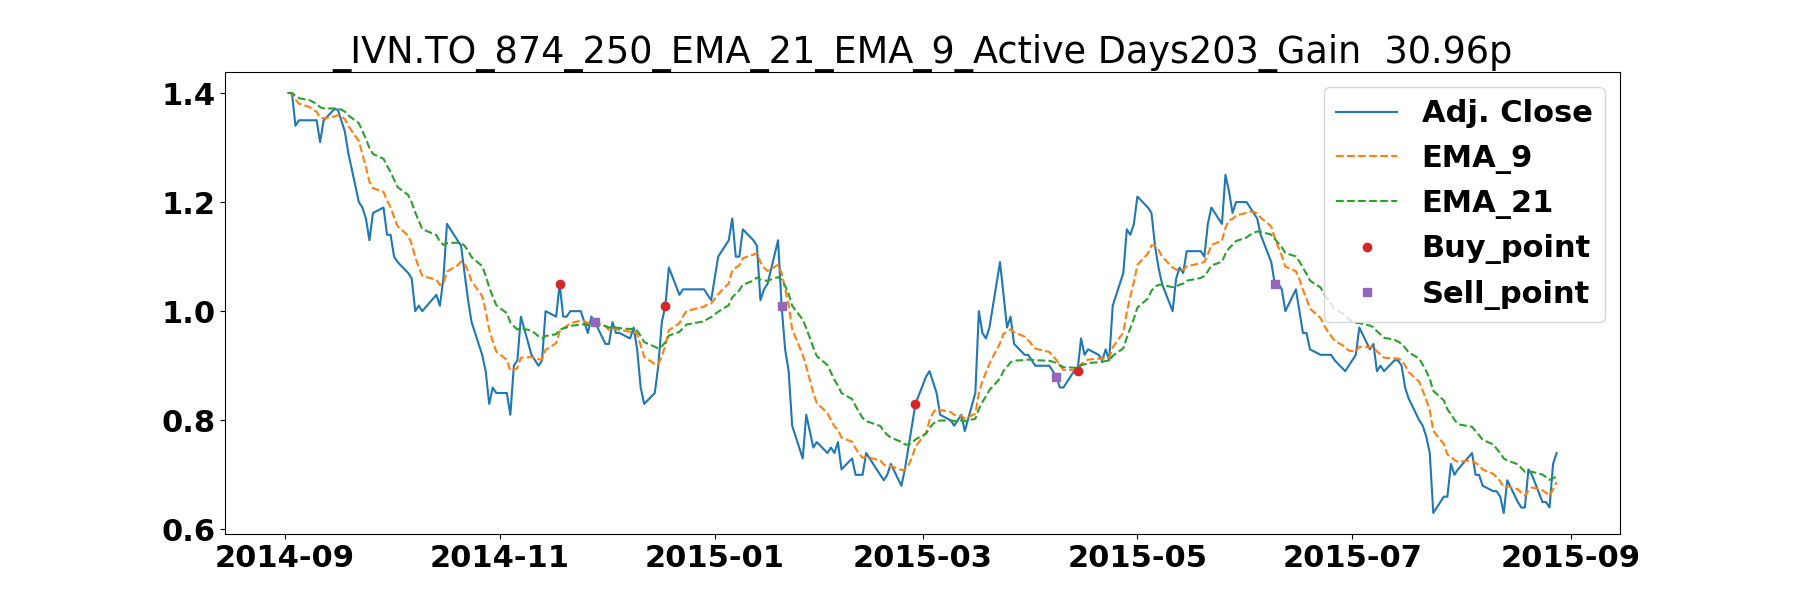 _IVN.TO_874_250_EMA_21_EMA_9_Active Days203_Gain  30.96p
1.4
1.2
1.0
0.8
0.6
Adj. Close
EMA_9
EMA_21
Buy_point
Sell_point
2014-09 2014-11 2015-01 2015-03 2015-05 2015-07 2015-09